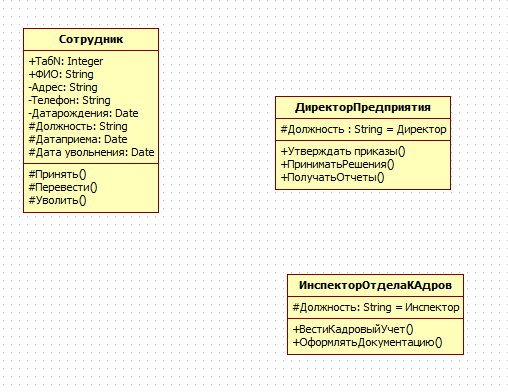 Сотрудник
+ТабN: Integer
+ФИО: String
-Адрес: String
-Телефон: String
-Датарождения: Date
#Должность: String
#Датаприема: Date
#Дата увольнения: Date
#Принять()
#Перевести()
#Уволить()
ДиректорПредприятия
#Должность : String = Директор
+Утверждать приказы()
+ПриниматьРешения()
+ПолучатьОтчеты()
ИнспекторОтделаКАдров
#Должность: String = Инспектор
+ВестиКадровыйУчет()
+ОформлятьДокументацию()